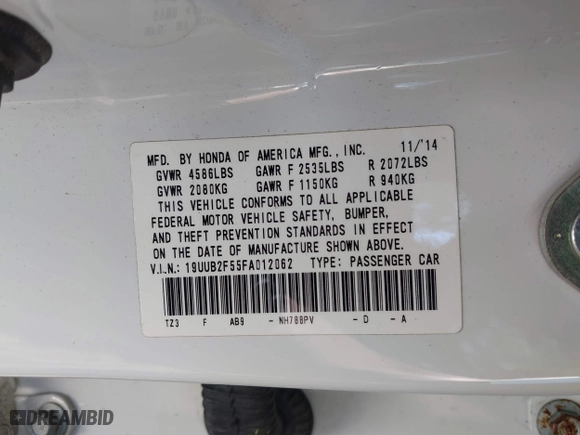 MFD. BY HONDA OF AMERICA MFG., INC. 11/'14
GVWR 4586LBS GAWR F 2535LBS R 2072LBS
GVWR 2080KG GAWR F 1150KG R 940KG
THIS VEHICLE CONFORMS TO ALL APPLICABLE
FEDERAL MOTOR VEHICLE SAFETY, BUMPER,
AND THEFT PREVENTION STANDARDS IN EFFECT
ON THE DATE OF MANUFACTURE SHOWN ABOVE.
V.I.N.: 19UUB2F55FA012062 TYPE: PASSENGER CAR
TZ3 F AB9 - NH788PV - D - A
DREAMBID